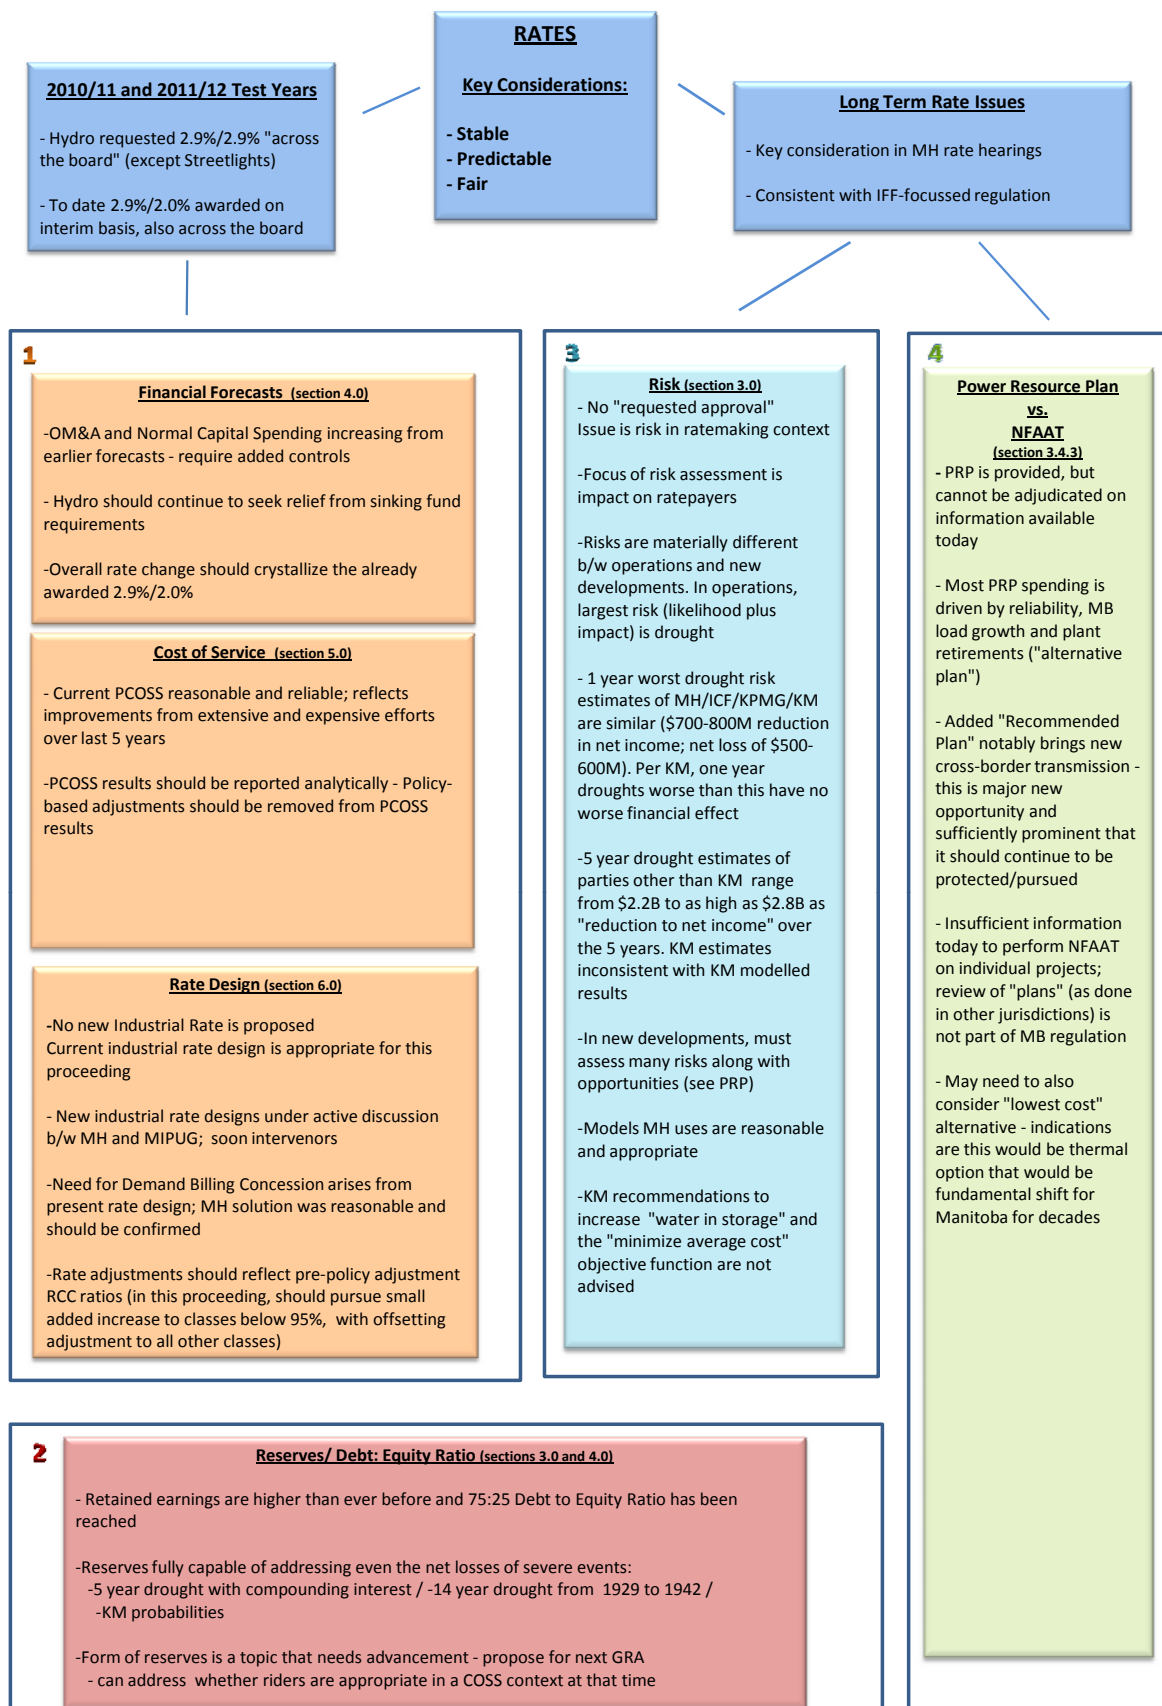 RATES
Key Considerations:
- Stable
- Predictable
- Fair
2010/11 and 2011/12 Test Years
- Hydro requested 2.9%/2.9% "across
the board" (except Streetlights)
- To date 2.9%/2.0% awarded on
interim basis, also across the board
Long Term Rate Issues
- Key consideration in MH rate hearings
- Consistent with IFF-focussed regulation
1
Financial Forecasts (section 4.0)
-OM&A and Normal Capital Spending increasing from
earlier forecasts - require added controls
- Hydro should continue to seek relief from sinking fund
requirements
-Overall rate change should crystallize the already
awarded 2.9%/2.0%
Cost of Service (section 5.0)
- Current PCOSS reasonable and reliable; reflects
improvements from extensive and expensive efforts
over last 5 years
-PCOSS results should be reported analytically - Policy-
based adjustments should be removed from PCOSS
results
Rate Design (section 6.0)
-No new Industrial Rate is proposed
Current industrial rate design is appropriate for this
proceeding
- New industrial rate designs under active discussion
b/w MH and MIPUG; soon intervenors
-Need for Demand Billing Concession arises from
present rate design; MH solution was reasonable and
should be confirmed
-Rate adjustments should reflect pre-policy adjustment
RCC ratios (in this proceeding, should pursue small
added increase to classes below 95%, with offsetting
adjustment to all other classes)
3
Risk (section 3.0)
- No "requested approval"
Issue is risk in ratemaking context
-Focus of risk assessment is
impact on ratepayers
-Risks are materially different
b/w operations and new
developments. In operations,
largest risk (likelihood plus
impact) is drought
- 1 year worst drought risk
estimates of MH/ICF/KPMG/KM
are similar ($700-800M reduction
in net income; net loss of $500-
600M). Per KM, one year
droughts worse than this have no
worse financial effect
-5 year drought estimates of
parties other than KM range
from $2.2B to as high as $2.8B as
"reduction to net income" over
the 5 years. KM estimates
inconsistent with KM modelled
results
-In new developments, must
assess many risks along with
opportunities (see PRP)
-Models MH uses are reasonable
and appropriate
-KM recommendations to
increase "water in storage" and
the "minimize average cost"
objective function are not
advised
4
Power Resource Plan
vs.
NFAAT
(section 3.4.3)
- PRP is provided, but
cannot be adjudicated on
information available
today
- Most PRP spending is
driven by reliability, MB
load growth and plant
retirements ("alternative
plan")
- Added "Recommended
Plan" notably brings new
cross-border transmission -
this is major new
opportunity and
sufficiently prominent that
it should continue to be
protected/pursued
- Insufficient information
today to perform NFAAT
on individual projects;
review of "plans" (as done
in other jurisdictions) is
not part of MB regulation
- May need to also
consider "lowest cost"
alternative - indications
are this would be thermal
option that would be
fundamental shift for
Manitoba for decades
2
Reserves/ Debt: Equity Ratio (sections 3.0 and 4.0)
- Retained earnings are higher than ever before and 75:25 Debt to Equity Ratio has been
reached
-Reserves fully capable of addressing even the net losses of severe events:
-5 year drought with compounding interest / -14 year drought from 1929 to 1942 /
-KM probabilities
-Form of reserves is a topic that needs advancement - propose for next GRA
- can address whether riders are appropriate in a COSS context at that time